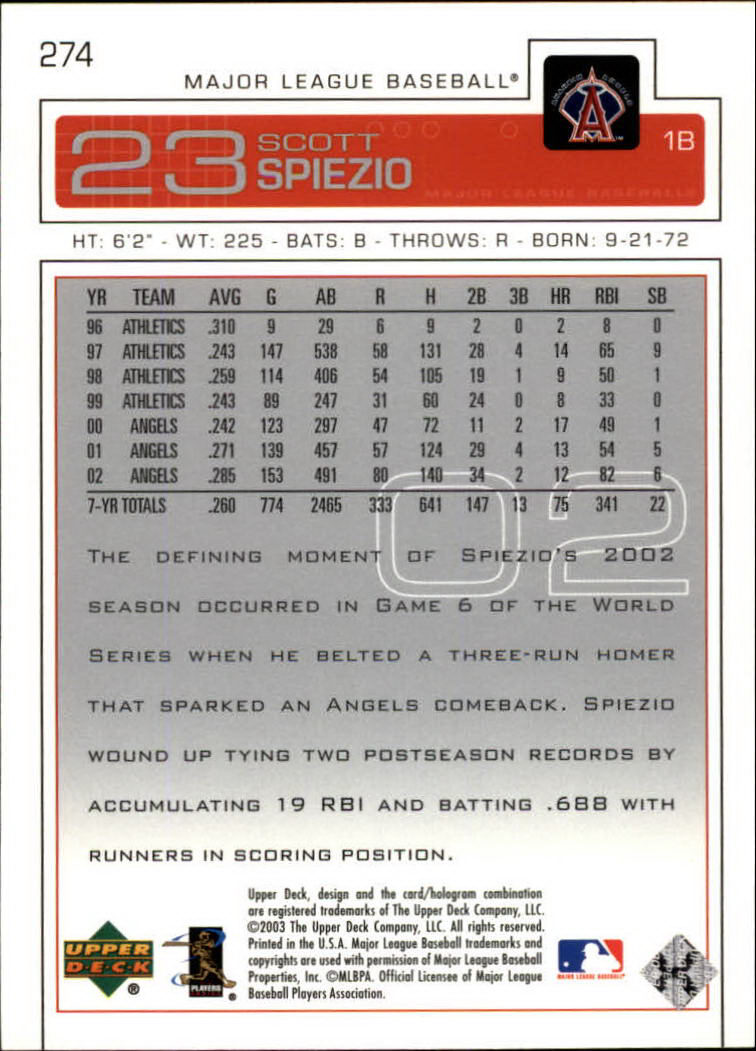 274
MAJOR LEAGUE BASEBALL®
23 SCOTT SPIEZIO
1B
MAJOR LEAGUE BASEBALL
HT: 6'2" - WT: 225 - BATS: B - THROWS: R - BORN: 9-21-72
YR TEAM AVG G AB R H 2B 3B HR RBI SB
96 ATHLETICS .310 9 29 6 9 2 0 2 8 0
97 ATHLETICS .243 147 538 58 131 28 4 14 65 9
98 ATHLETICS .259 114 406 54 105 19 1 9 50 1
99 ATHLETICS .243 89 247 31 60 24 0 8 33 0
00 ANGELS .242 123 297 47 72 11 2 17 49 1
01 ANGELS .271 139 457 57 124 29 4 13 54 5
02 ANGELS .285 153 491 80 140 34 2 12 82 6
7-YR TOTALS .260 774 2465 333 641 147 13 75 341 22
02
THE DEFINING MOMENT OF SPIEZIO'S 2002
SEASON OCCURRED IN GAME 6 OF THE WORLD
SERIES WHEN HE BELTED A THREE-RUN HOMER
THAT SPARKED AN ANGELS COMEBACK. SPIEZIO
WOUND UP TYING TWO POSTSEASON RECORDS BY
ACCUMULATING 19 RBI AND BATTING .688 WITH
RUNNERS IN SCORING POSITION.
Upper Deck, design and the card/hologram combination
are registered trademarks of The Upper Deck Company, LLC.
©2003 The Upper Deck Company, LLC. All rights reserved.
Printed in the U.S.A. Major League Baseball trademarks and
copyrights are used with permission of Major League Baseball
Properties, Inc. ©MLBPA. Official Licensee of Major League
Baseball Players Association.
UPPER
D·E·C·K
®
PLAYERS
CHOICE
®
MAJOR LEAGUE BASEBALL